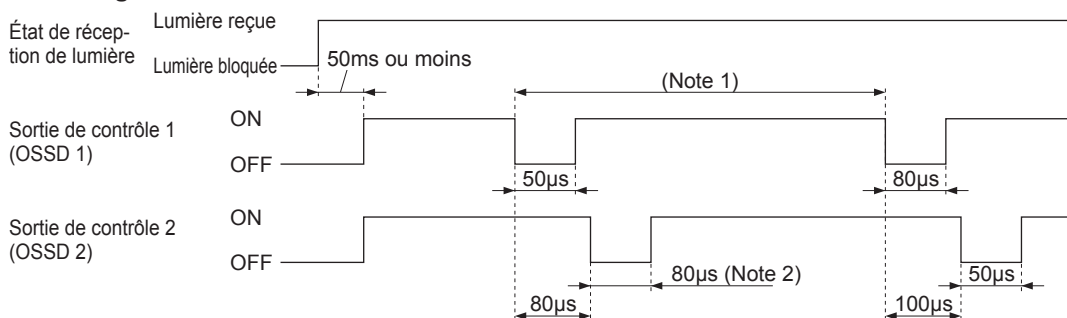 État de récep-
tion de lumière
Lumière reçue
Lumière bloquée
50ms ou moins
(Note 1)
Sortie de contrôle 1
(OSSD 1)
ON
OFF
50µs
80µs
Sortie de contrôle 2
(OSSD 2)
ON
OFF
80µs (Note 2)
50µs
80µs
100µs